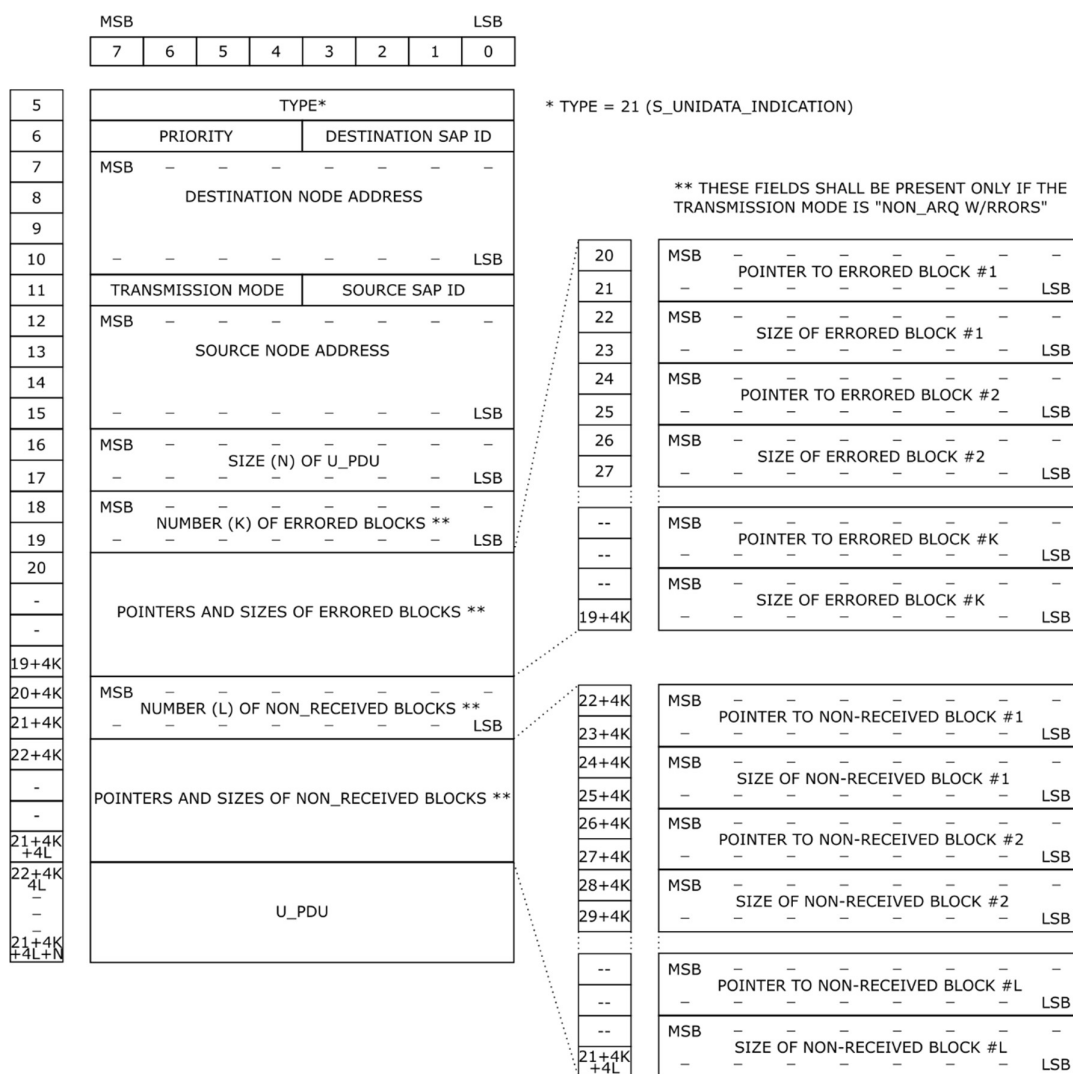 MSB LSB
7 6 5 4 3 2 1 0
5 TYPE*
* TYPE = 21 (S_UNIDATA_INDICATION)
6 PRIORITY DESTINATION SAP ID
7 MSB – – – – – – –
8 DESTINATION NODE ADDRESS
9
10 – – – – – – – LSB
11 TRANSMISSION MODE SOURCE SAP ID
12 MSB – – – – – – –
13 SOURCE NODE ADDRESS
14
15 – – – – – – – LSB
16 MSB – – – – – – –
SIZE (N) OF U_PDU
17 – – – – – – – LSB
18 MSB – – – – – – –
NUMBER (K) OF ERRORED BLOCKS **
19 – – – – – – – LSB
20
-
POINTERS AND SIZES OF ERRORED BLOCKS **
-
19+4K
20+4K MSB – – – – – – –
NUMBER (L) OF NON_RECEIVED BLOCKS **
21+4K – – – – – – – LSB
22+4K
-
POINTERS AND SIZES OF NON_RECEIVED BLOCKS **
-
21+4K
+4L
22+4K
4L
–
U_PDU
–
–
21+4K
+4L+N
** THESE FIELDS SHALL BE PRESENT ONLY IF THE
TRANSMISSION MODE IS "NON_ARQ W/RRORS"
20 MSB – – – – – – –
POINTER TO ERRORED BLOCK #1
21 – – – – – – – LSB
22 MSB – – – – – – –
SIZE OF ERRORED BLOCK #1
23 – – – – – – – LSB
24 MSB – – – – – – –
POINTER TO ERRORED BLOCK #2
25 – – – – – – – LSB
26 MSB – – – – – – –
SIZE OF ERRORED BLOCK #2
27 – – – – – – – LSB
-- MSB – – – – – – –
POINTER TO ERRORED BLOCK #K
-- – – – – – – – LSB
-- MSB – – – – – – –
SIZE OF ERRORED BLOCK #K
19+4K – – – – – – – LSB
22+4K MSB – – – – – – –
POINTER TO NON-RECEIVED BLOCK #1
23+4K – – – – – – – LSB
24+4K MSB – – – – – – –
SIZE OF NON-RECEIVED BLOCK #1
25+4K – – – – – – – LSB
26+4K MSB – – – – – – –
POINTER TO NON-RECEIVED BLOCK #2
27+4K – – – – – – – LSB
28+4K MSB – – – – – – –
SIZE OF NON-RECEIVED BLOCK #2
29+4K – – – – – – – LSB
-- MSB – – – – – – –
POINTER TO NON-RECEIVED BLOCK #L
-- – – – – – – – LSB
-- MSB – – – – – – –
SIZE OF NON-RECEIVED BLOCK #L
21+4K
+4L – – – – – – – LSB